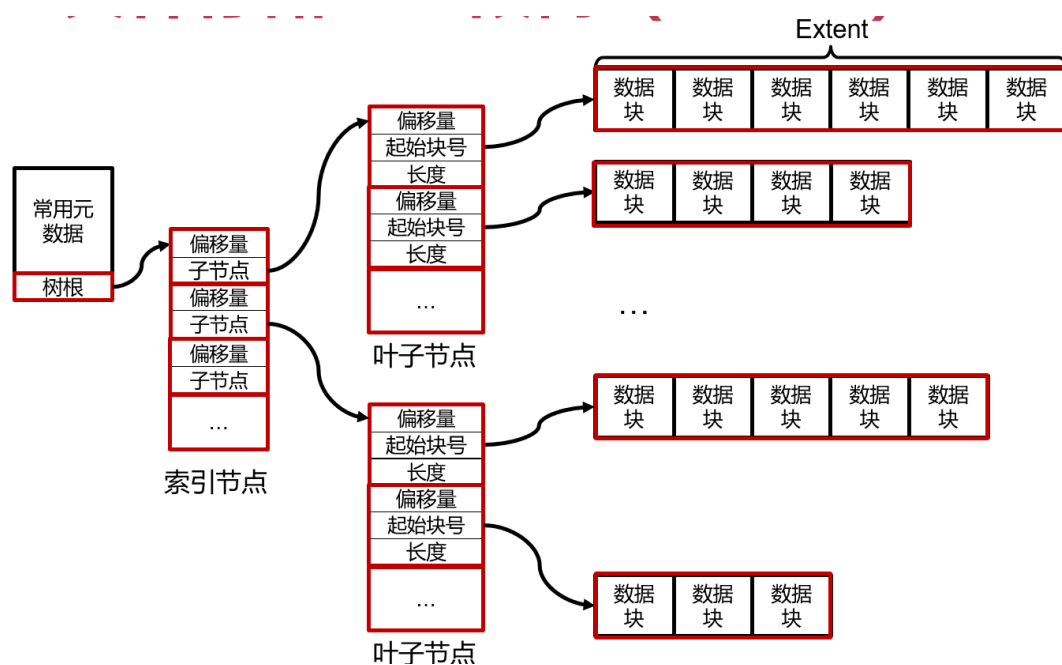 Extent
数据
块
数据
块
数据
块
数据
块
数据
块
数据
块
偏移量
起始块号
长度
偏移量
起始块号
长度
...
叶子节点
数据
块
数据
块
数据
块
数据
块
...
常用元
数据
树根
偏移量
子节点
偏移量
子节点
偏移量
子节点
...
索引节点
偏移量
起始块号
长度
偏移量
起始块号
长度
...
叶子节点
数据
块
数据
块
数据
块
数据
块
数据
块
数据
块
数据
块
数据
块